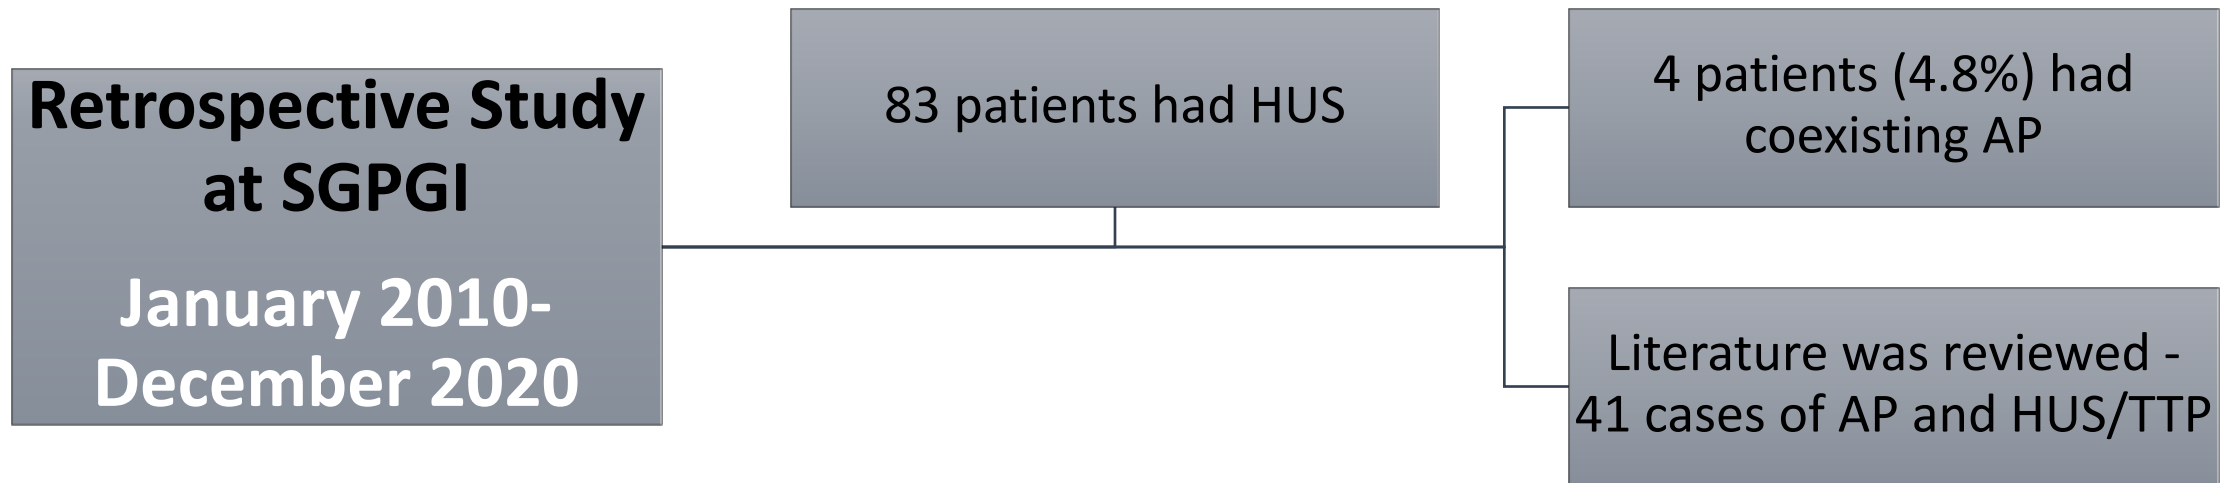 Retrospective Study
at SGPGI
January 2010-
December 2020
83 patients had HUS
4 patients (4.8%) had
coexisting AP
Literature was reviewed -
41 cases of AP and HUS/TTP